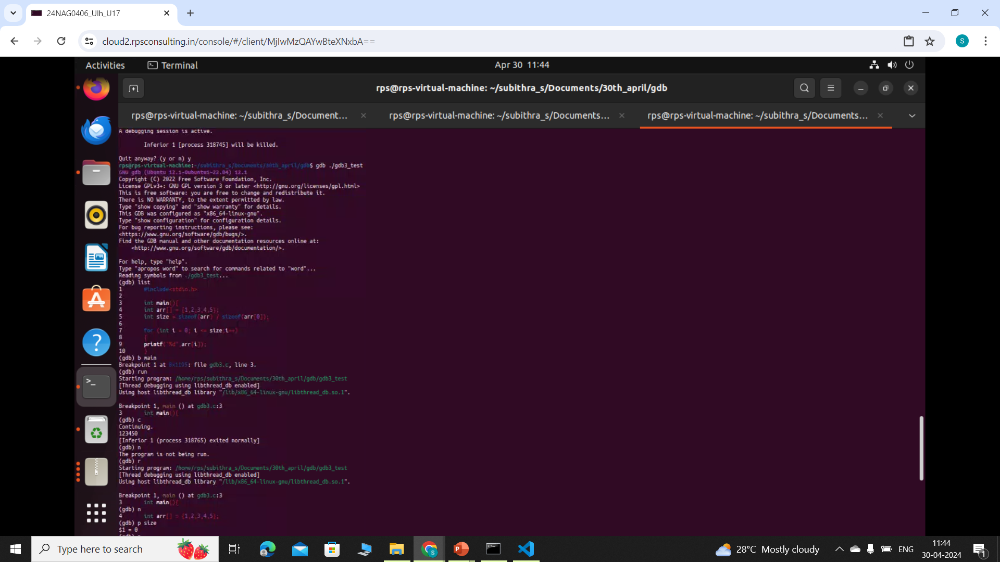 24NAG0406_Ulh_U17
cloud2.rpsconsulting.in/console/#/client/MjIwMzQAYwBteXNxbA==
S
Activities Terminal Apr 30 11:44
rps@rps-virtual-machine: ~/subithra_s/Documents/30th_april/gdb
rps@rps-virtual-machine: ~/subithra_s/Document... rps@rps-virtual-machine: ~/subithra_s/Documents... rps@rps-virtual-machine: ~/subithra_s/Documents...
A debugging session is active.
Inferior 1 [process 318745] will be killed.
Quit anyway? (y or n) y
rps@rps-virtual-machine:~/subithra_s/Documents/30th_april/gdb$ gdb ./gdb3_test
GNU gdb (Ubuntu 12.1-0ubuntu1~22.04) 12.1
Copyright (C) 2022 Free Software Foundation, Inc.
License GPLv3+: GNU GPL version 3 or later <http://gnu.org/licenses/gpl.html>
This is free software: you are free to change and redistribute it.
There is NO WARRANTY, to the extent permitted by law.
Type "show copying" and "show warranty" for details.
This GDB was configured as "x86_64-linux-gnu".
Type "show configuration" for configuration details.
For bug reporting instructions, please see:
<https://www.gnu.org/software/gdb/bugs/>.
Find the GDB manual and other documentation resources online at:
<http://www.gnu.org/software/gdb/documentation/>.
For help, type "help".
Type "apropos word" to search for commands related to "word"...
Reading symbols from ./gdb3_test...
(gdb) list
1 #include<stdio.h>
2
3 int main(){
4 int arr[] = {1,2,3,4,5};
5 int size = sizeof(arr) / sizeof(arr[0]);
6
7 for (int i = 0; i <= size;i++)
8 {
9 printf("%d",arr[i]);
10 }
(gdb) b main
Breakpoint 1 at 0x1195: file gdb3.c, line 3.
(gdb) run
Starting program: /home/rps/subithra_s/Documents/30th_april/gdb/gdb3_test
[Thread debugging using libthread_db enabled]
Using host libthread_db library "/lib/x86_64-linux-gnu/libthread_db.so.1".
Breakpoint 1, main () at gdb3.c:3
3 int main(){
(gdb) c
Continuing.
123450
[Inferior 1 (process 318765) exited normally]
(gdb) n
The program is not being run.
(gdb) r
Starting program: /home/rps/subithra_s/Documents/30th_april/gdb/gdb3_test
[Thread debugging using libthread_db enabled]
Using host libthread_db library "/lib/x86_64-linux-gnu/libthread_db.so.1".
Breakpoint 1, main () at gdb3.c:3
3 int main(){
(gdb) n
4 int arr[] = {1,2,3,4,5};
(gdb) p size
$1 = 0
Type here to search
28°C Mostly cloudy
ENG
11:44
30-04-2024
1